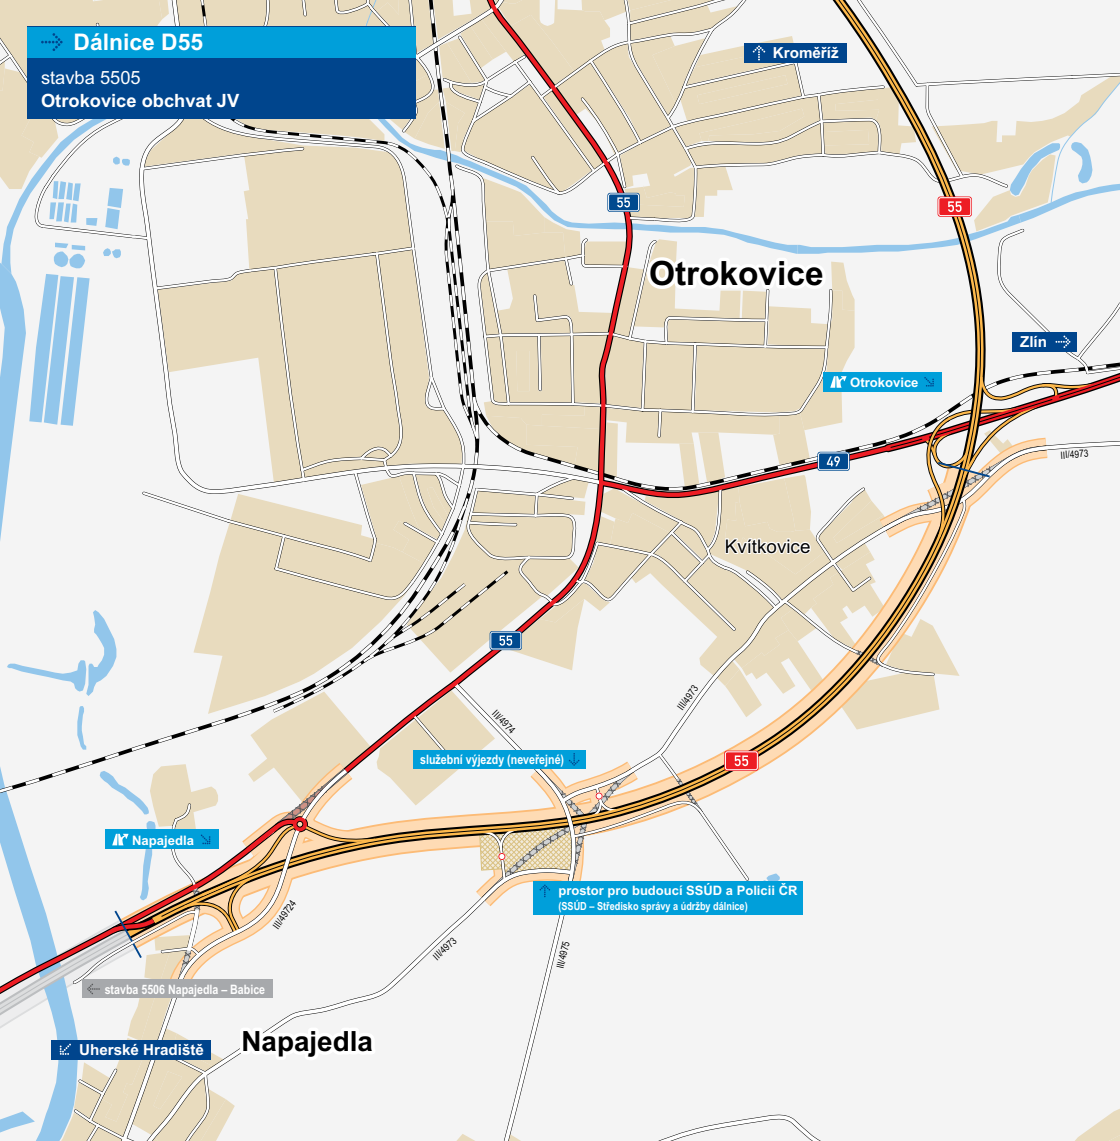 Dálnice D55
stavba 5505
Otrokovice obchvat JV
Kroměříž
55
55
Otrokovice
Zlín
Otrokovice
49
III/4973
Kvítkovice
55
III/4973
III/4974
služební výjezdy (neveřejné)
55
Napajedla
prostor pro budoucí SSÚD a Policii ČR
(SSÚD – Středisko správy a údržby dálnice)
III/49724
III/4973
III/4975
stavba 5506 Napajedla – Babice
Napajedla
Uherské Hradiště